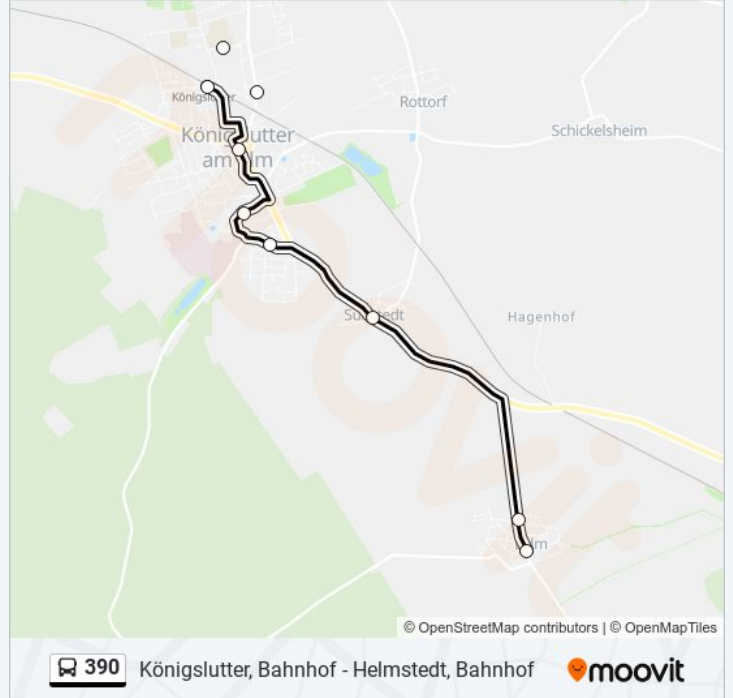 Königslutter
Rottorf
Schickelsheim
Königslutter
am Elm
Hagenhof
© OpenStreetMap contributors | © OpenMapTiles
390 Königslutter, Bahnhof - Helmstedt, Bahnhof moovit